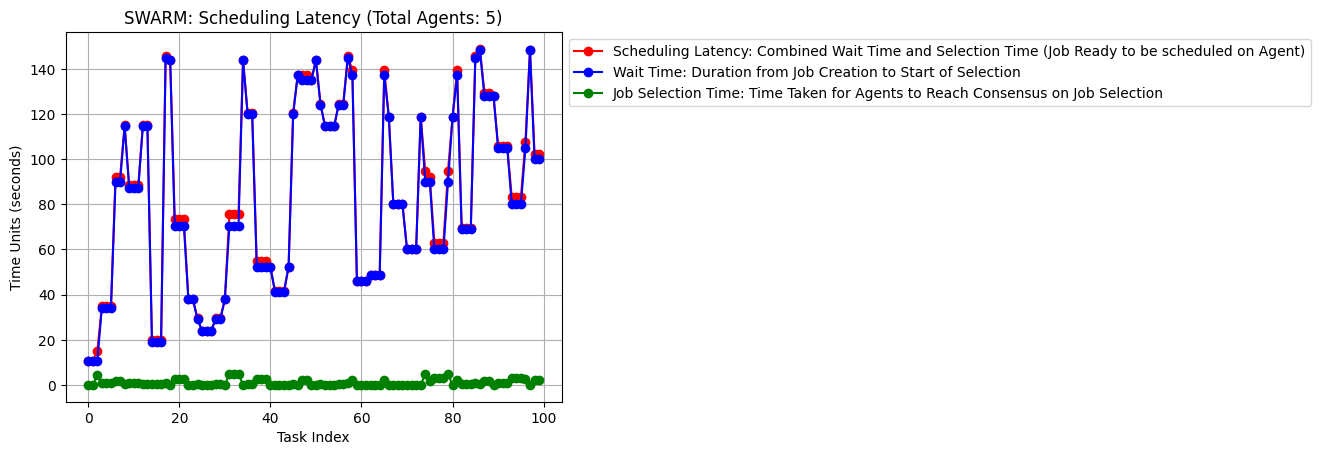 SWARM: Scheduling Latency (Total Agents: 5)
Scheduling Latency: Combined Wait Time and Selection Time (Job Ready to be scheduled on Agent)
Wait Time: Duration from Job Creation to Start of Selection
Job Selection Time: Time Taken for Agents to Reach Consensus on Job Selection
Time Units (seconds)
140
120
100
80
60
40
20
0
0 20 40 60 80 100
Task Index